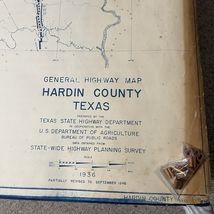 GENERAL HIGHWAY MAP
HARDIN COUNTY
TEXAS
PREPARED BY THE
TEXAS STATE HIGHWAY DEPARTMENT
IN COOPERATION WITH THE
U.S. DEPARTMENT OF AGRICULTURE
BUREAU OF PUBLIC ROADS
DATA OBTAINED FROM
STATE-WIDE HIGHWAY PLANNING SURVEY
SCALE
1936
PARTIALLY REVISED TO SEPTEMBER
HARDIN COUNTY